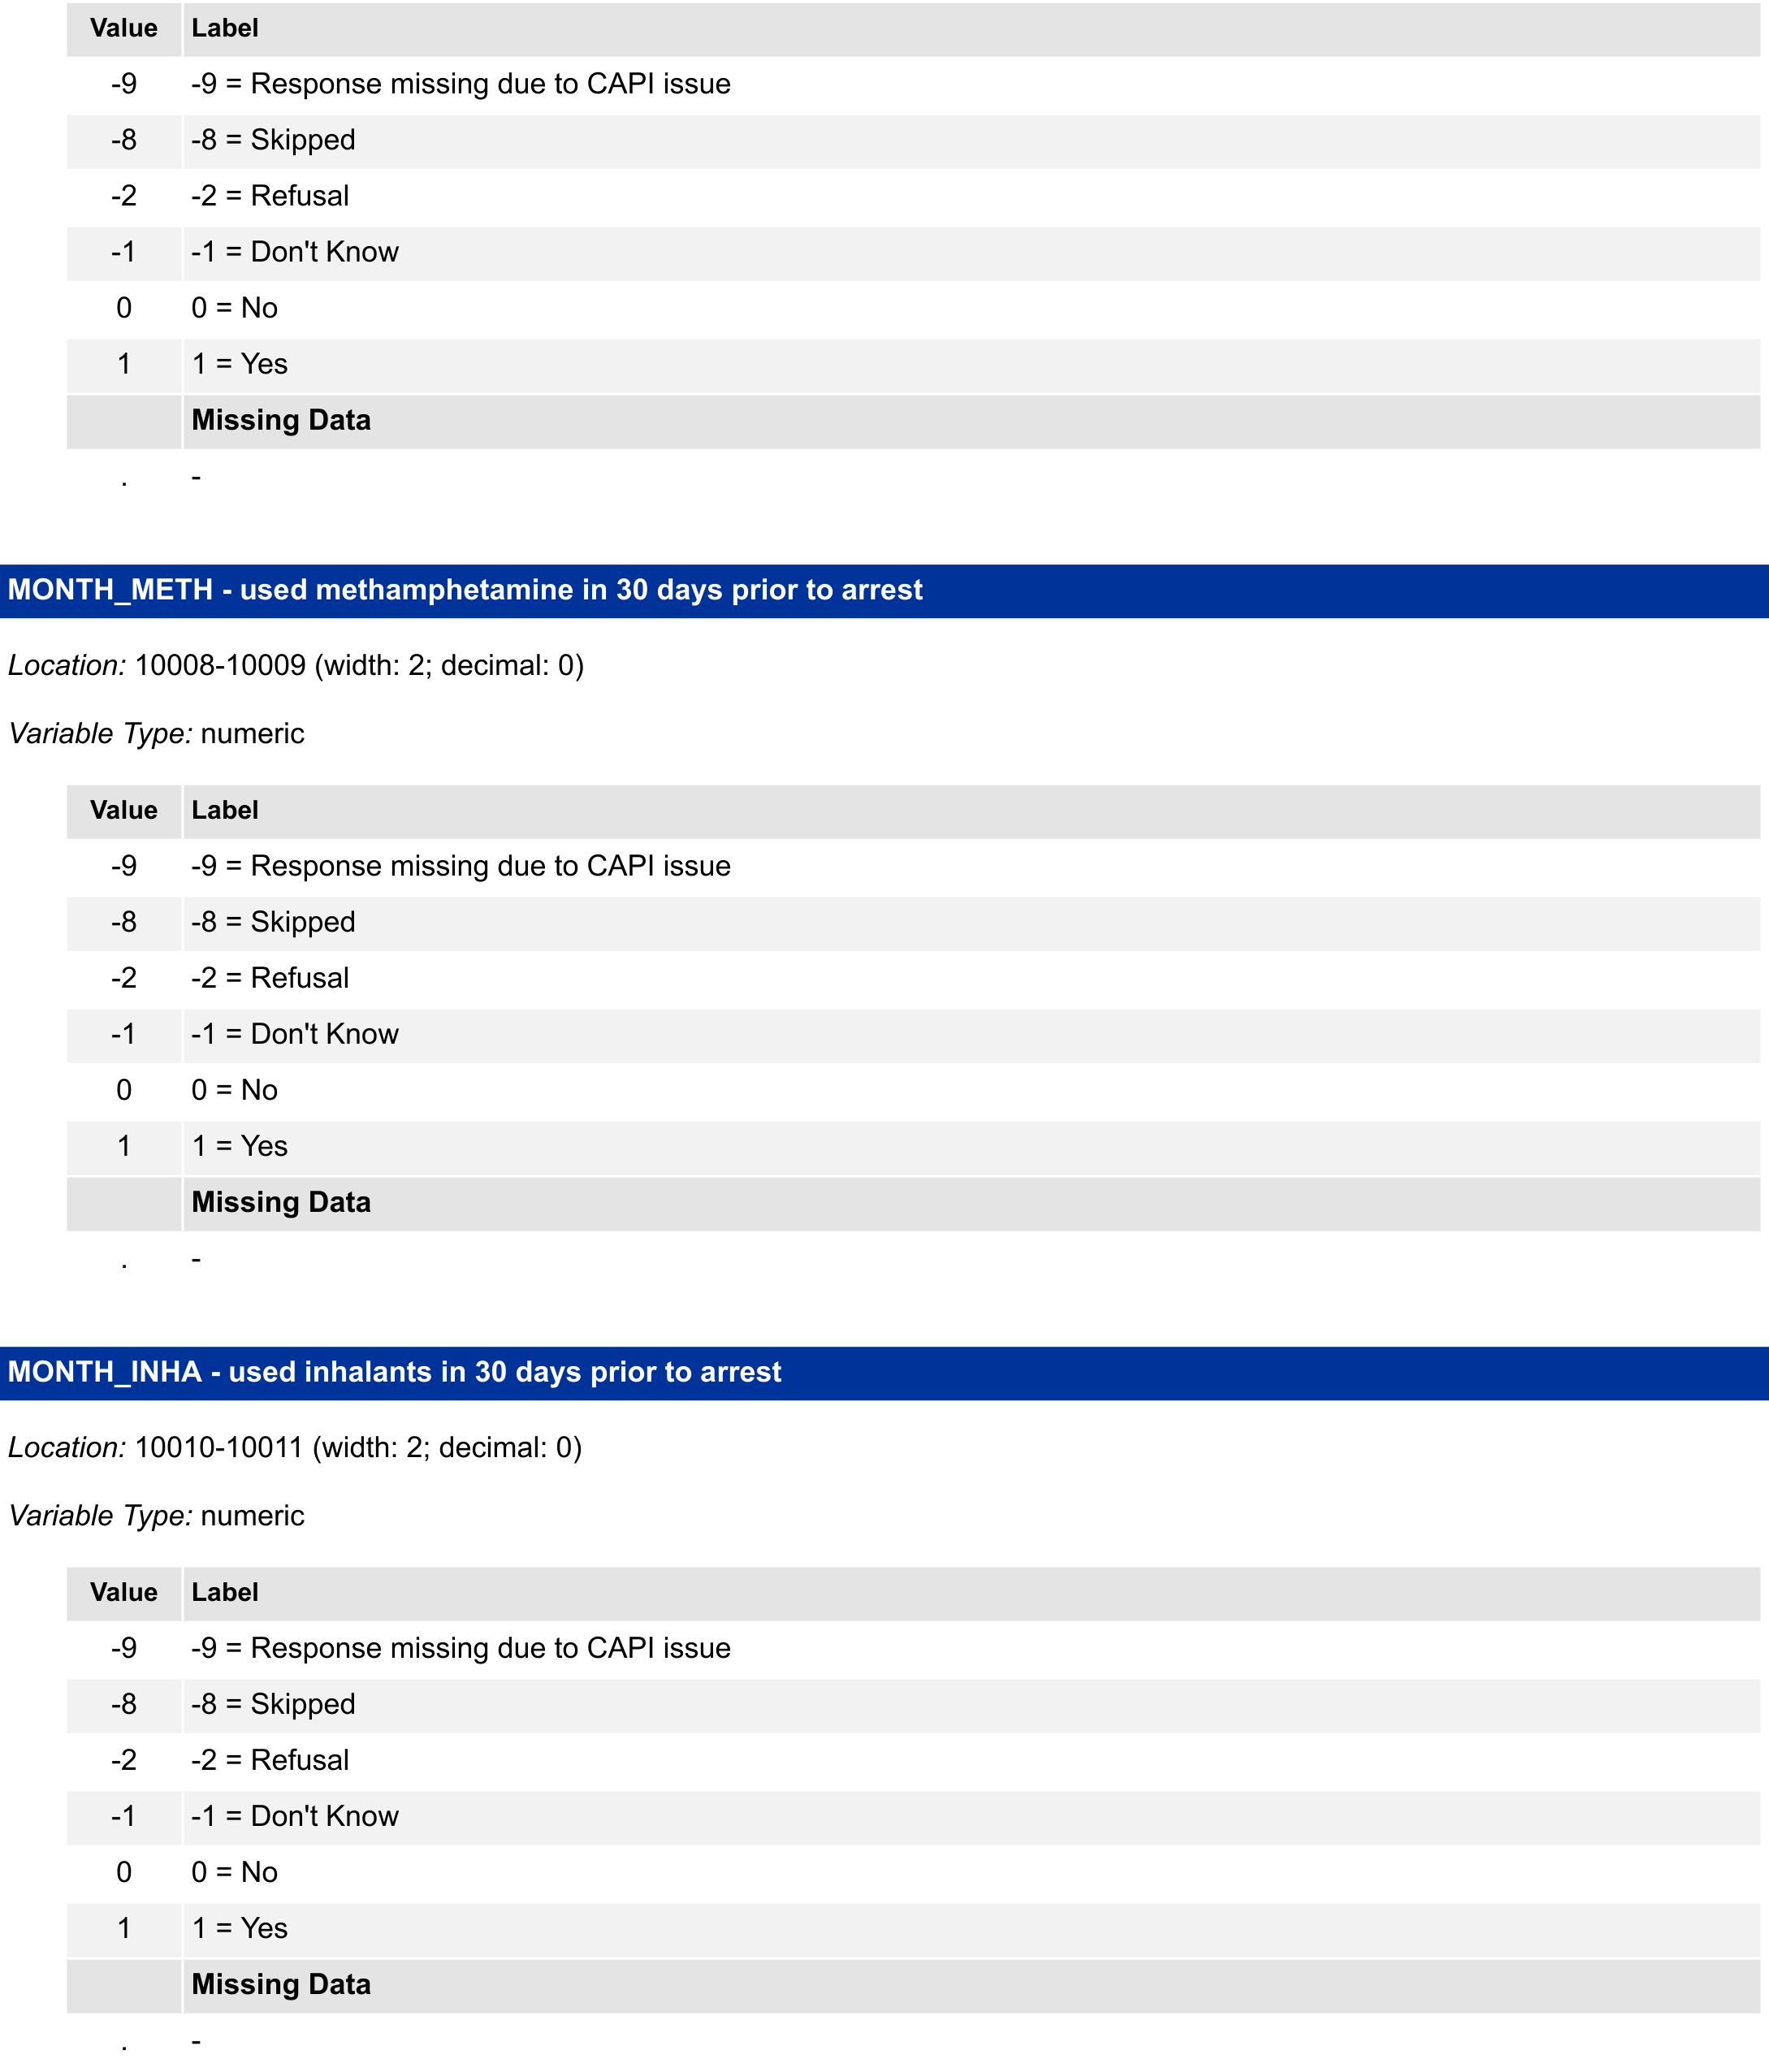 Value Label
-9 -9 = Response missing due to CAPI issue
-8 -8 = Skipped
-2 -2 = Refusal
-1 -1 = Don't Know
0 0 = No
1 1 = Yes
Missing Data
. -
MONTH_METH - used methamphetamine in 30 days prior to arrest
Location: 10008-10009 (width: 2; decimal: 0)
Variable Type: numeric
Value Label
-9 -9 = Response missing due to CAPI issue
-8 -8 = Skipped
-2 -2 = Refusal
-1 -1 = Don't Know
0 0 = No
1 1 = Yes
Missing Data
. -
MONTH_INHA - used inhalants in 30 days prior to arrest
Location: 10010-10011 (width: 2; decimal: 0)
Variable Type: numeric
Value Label
-9 -9 = Response missing due to CAPI issue
-8 -8 = Skipped
-2 -2 = Refusal
-1 -1 = Don't Know
0 0 = No
1 1 = Yes
Missing Data
. -